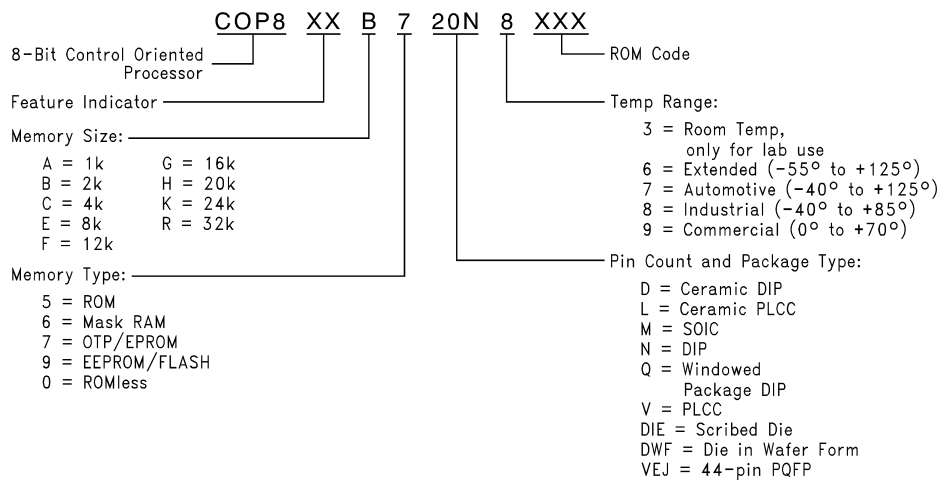 COP8 XX B 7 20N 8 XXX
8-Bit Control Oriented
Processor
Feature Indicator
Memory Size:
A = 1k G = 16k
B = 2k H = 20k
C = 4k K = 24k
E = 8k R = 32k
F = 12k
Memory Type:
5 = ROM
6 = Mask RAM
7 = OTP/EPROM
9 = EEPROM/FLASH
0 = ROMless
ROM Code
Temp Range:
3 = Room Temp,
only for lab use
6 = Extended (-55° to +125°)
7 = Automotive (-40° to +125°)
8 = Industrial (-40° to +85°)
9 = Commercial (0° to +70°)
Pin Count and Package Type:
D = Ceramic DIP
L = Ceramic PLCC
M = SOIC
N = DIP
Q = Windowed
Package DIP
V = PLCC
DIE = Scribed Die
DWF = Die in Wafer Form
VEJ = 44-pin PQFP